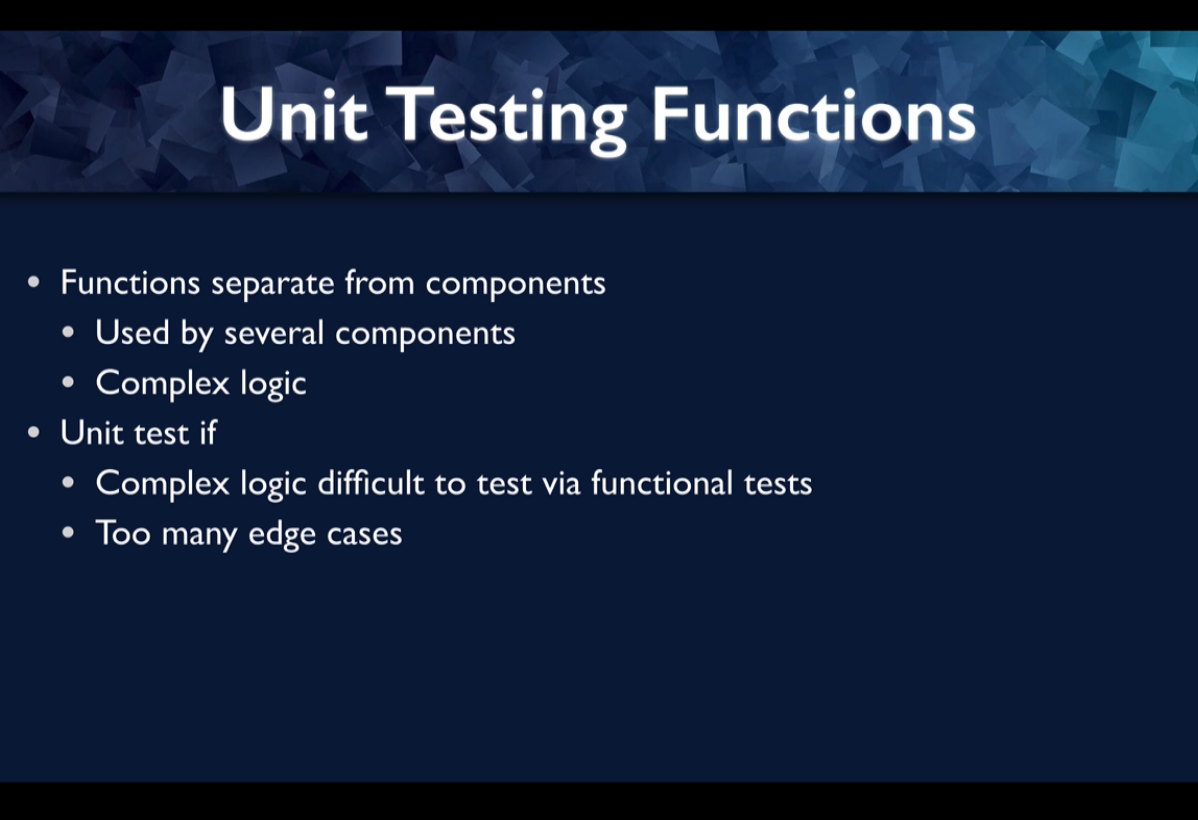 Unit Testing Functions
• Functions separate from components
• Used by several components
• Complex logic
• Unit test if
• Complex logic difficult to test via functional tests
• Too many edge cases